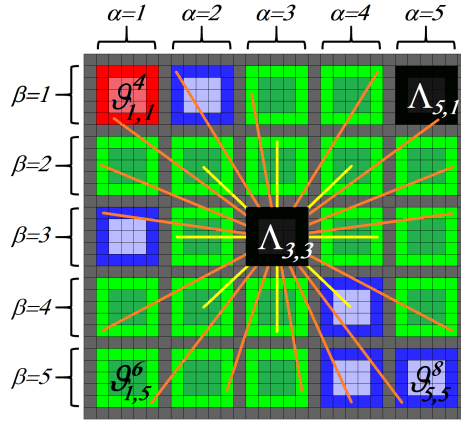 α=1 α=2 α=3 α=4 α=5
β=1 𝜗⁴₁,₁ Λ₅,₁
β=2
β=3 Λ₃,₃
β=4
β=5 𝜗⁶₁,₅ 𝜗⁸₅,₅